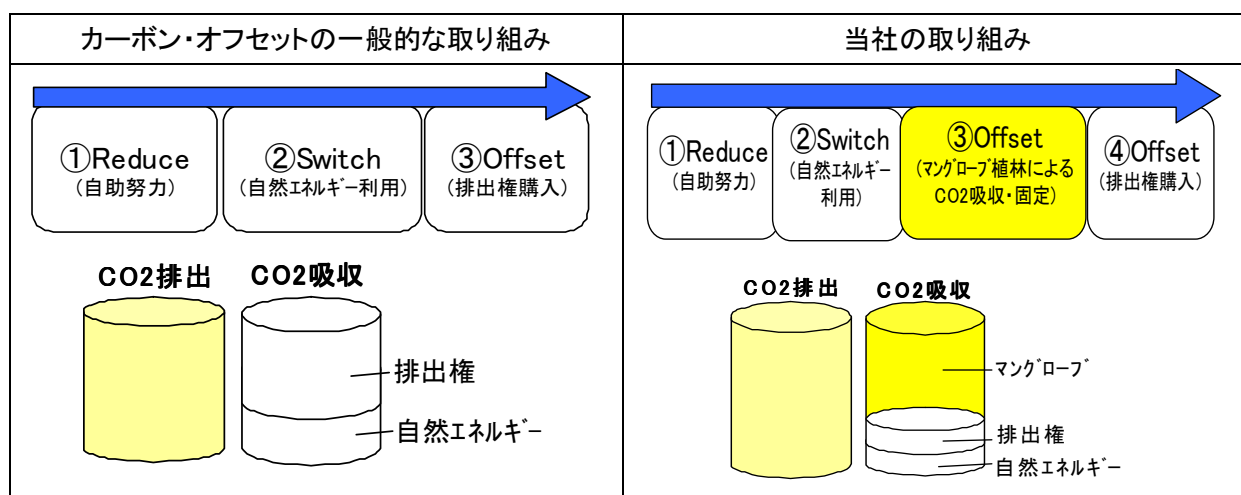 カーボン・オフセットの一般的な取り組み
①Reduce
(自助努力)
②Switch
(自然エネルギー利用)
③Offset
(排出権購入)
CO2排出
CO2吸収
排出権
自然エネルギー
当社の取り組み
①Reduce
(自助努力)
②Switch
(自然エネルギー
利用)
③Offset
(マングローブ植林による
CO2吸収・固定)
④Offset
(排出権購入)
CO2排出
CO2吸収
マングローブ
排出権
自然エネルギー